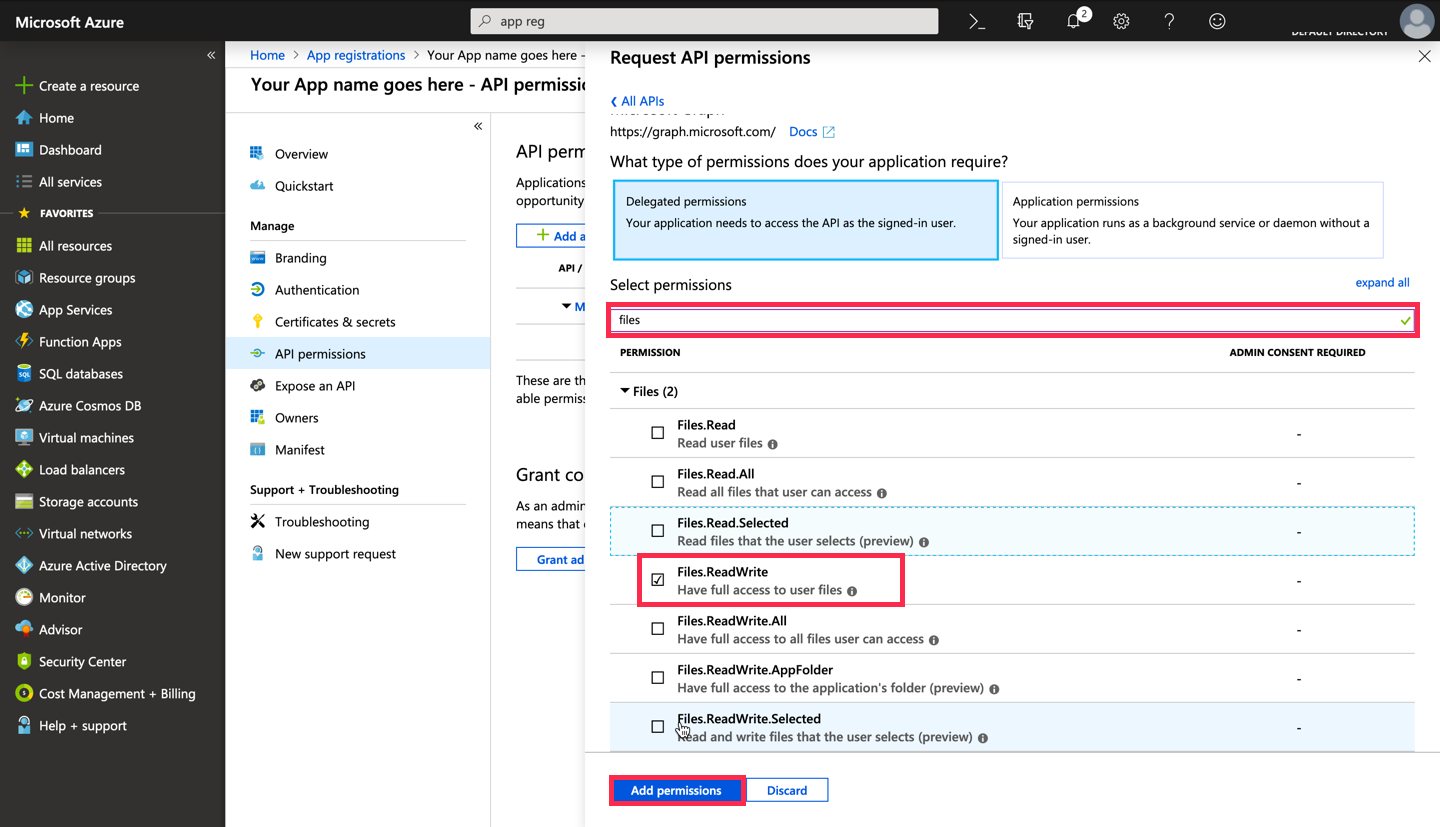 Microsoft Azure
app reg
2
DEFAULT DIRECTORY
Create a resource
Home
Dashboard
All services
FAVORITES
All resources
Resource groups
App Services
Function Apps
SQL databases
Azure Cosmos DB
Virtual machines
Load balancers
Storage accounts
Virtual networks
Azure Active Directory
Monitor
Advisor
Security Center
Cost Management + Billing
Help + support
Home > App registrations > Your App name goes here -
Your App name goes here - API permissio
Overview
Quickstart
Manage
Branding
Authentication
Certificates & secrets
API permissions
Expose an API
Owners
Manifest
Support + Troubleshooting
Troubleshooting
New support request
API perm
Applications
opportunity
Add a
API /
M
These are th
able permiss
Grant co
As an admin
means that
Grant ad
Request API permissions
All APIs
Microsoft Graph
https://graph.microsoft.com/ Docs
What type of permissions does your application require?
Delegated permissions
Your application needs to access the API as the signed-in user.
Application permissions
Your application runs as a background service or daemon without a
signed-in user.
Select permissions
expand all
files
PERMISSION ADMIN CONSENT REQUIRED
Files (2)
Files.Read
Read user files
-
Files.Read.All
Read all files that user can access
-
Files.Read.Selected
Read files that the user selects (preview)
-
Files.ReadWrite
Have full access to user files
-
Files.ReadWrite.All
Have full access to all files user can access
-
Files.ReadWrite.AppFolder
Have full access to the application's folder (preview)
-
Files.ReadWrite.Selected
Read and write files that the user selects (preview)
-
Add permissions
Discard